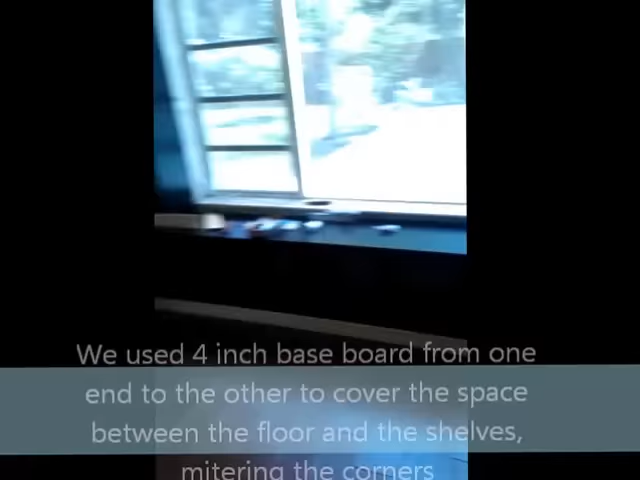 We used 4 inch base board from one
end to the other to cover the space
between the floor and the shelves,
mitering the corners